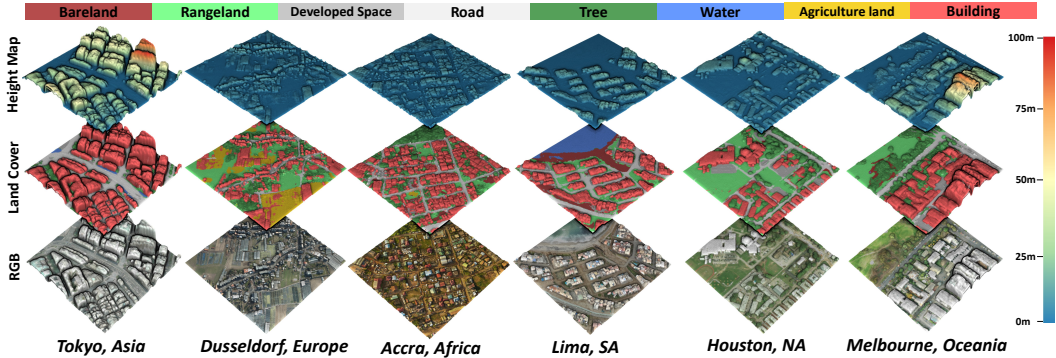 Bareland Rangeland Developed Space Road Tree Water Agriculture land Building
Height Map
100m
75m
Land Cover
50m
25m
RGB
0m
Tokyo, Asia Dusseldorf, Europe Accra, Africa Lima, SA Houston, NA Melbourne, Oceania